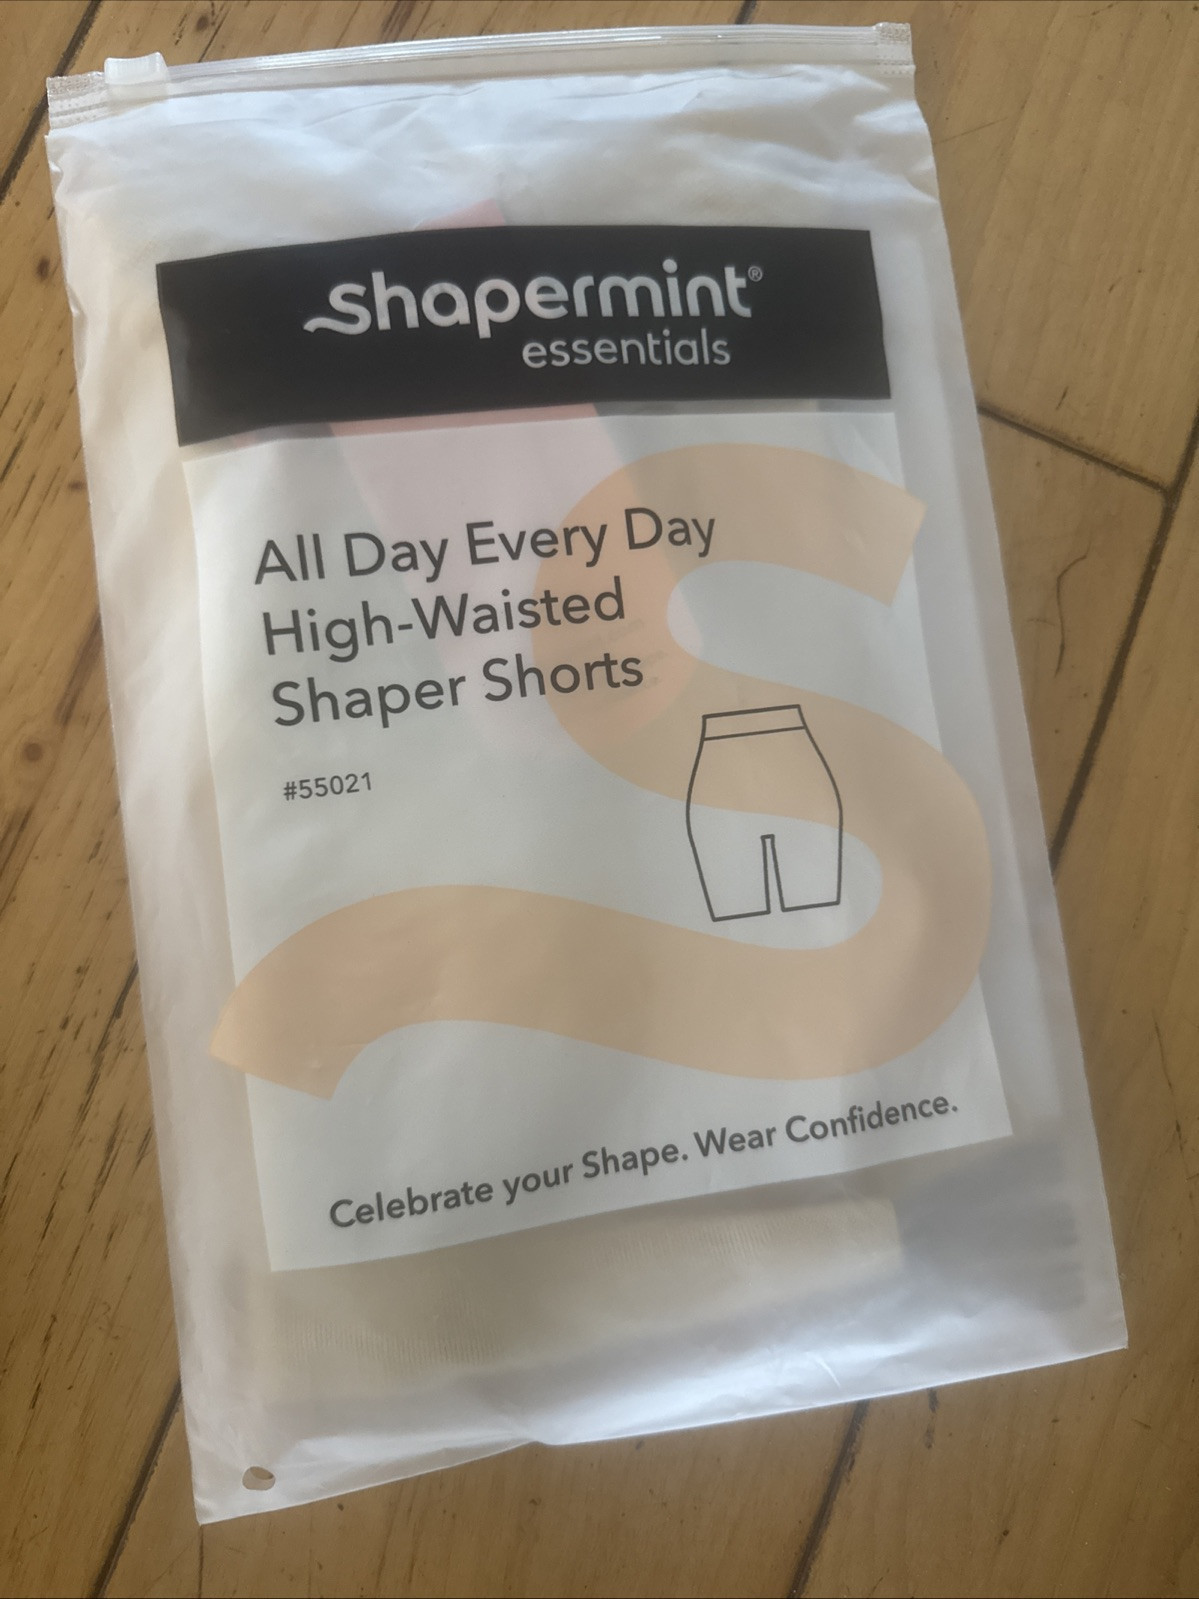 Shapermint®
essentials
All Day Every Day
High-Waisted
Shaper Shorts
#55021
Celebrate your Shape. Wear Confidence.